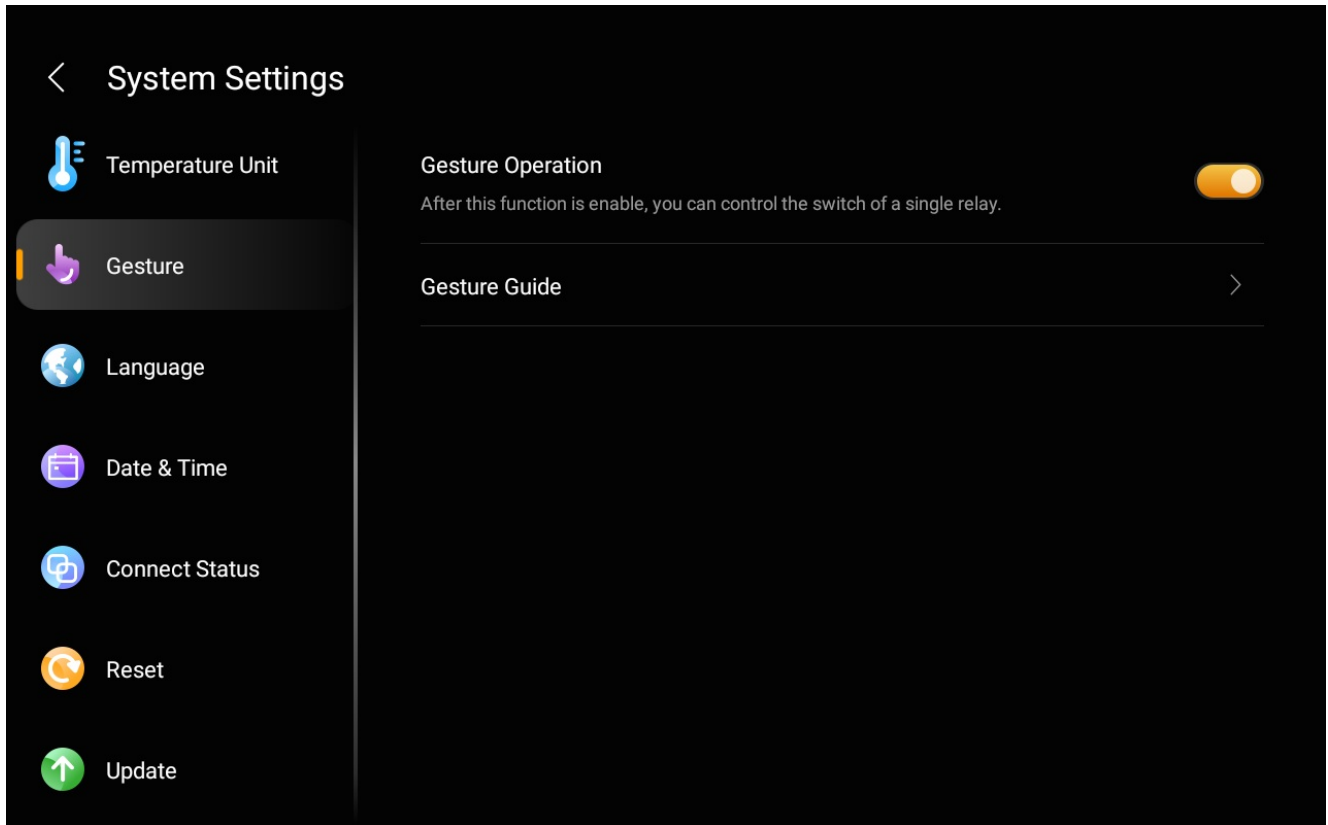 System Settings
Temperature Unit
Gesture
Language
Date & Time
Connect Status
Reset
Update
Gesture Operation
After this function is enable, you can control the switch of a single relay.
Gesture Guide